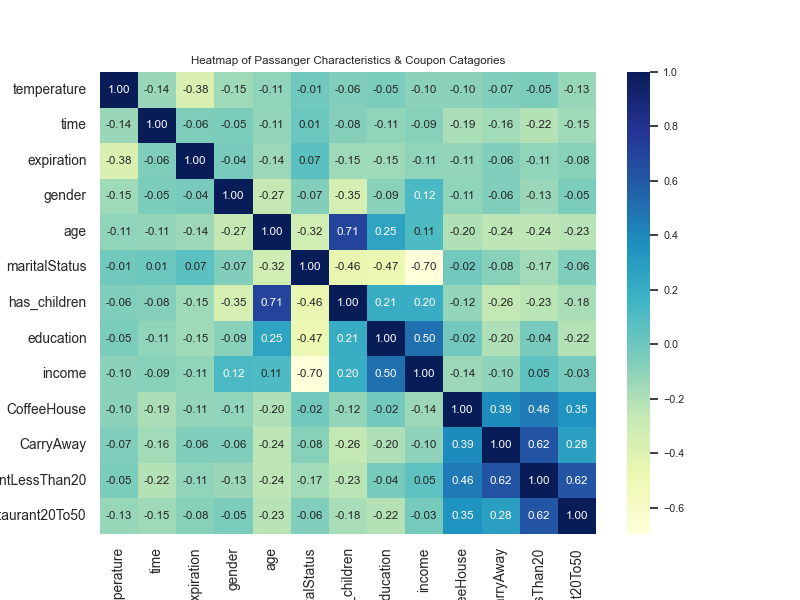 Heatmap of Passanger Characteristics & Coupon Catagories
temperature 1.00 -0.14 -0.38 -0.15 -0.11 -0.01 -0.06 -0.05 -0.10 -0.10 -0.07 -0.05 -0.13
time -0.14 1.00 -0.06 -0.05 -0.11 0.01 -0.08 -0.11 -0.09 -0.19 -0.16 -0.22 -0.15
expiration -0.38 -0.06 1.00 -0.04 -0.14 0.07 -0.15 -0.15 -0.11 -0.11 -0.06 -0.11 -0.08
gender -0.15 -0.05 -0.04 1.00 -0.27 -0.07 -0.35 -0.09 0.12 -0.11 -0.06 -0.13 -0.05
age -0.11 -0.11 -0.14 -0.27 1.00 -0.32 0.71 0.25 0.11 -0.20 -0.24 -0.24 -0.23
maritalStatus -0.01 0.01 0.07 -0.07 -0.32 1.00 -0.46 -0.47 -0.70 -0.02 -0.08 -0.17 -0.06
has_children -0.06 -0.08 -0.15 -0.35 0.71 -0.46 1.00 0.21 0.20 -0.12 -0.26 -0.23 -0.18
education -0.05 -0.11 -0.15 -0.09 0.25 -0.47 0.21 1.00 0.50 -0.02 -0.20 -0.04 -0.22
income -0.10 -0.09 -0.11 0.12 0.11 -0.70 0.20 0.50 1.00 -0.14 -0.10 0.05 -0.03
CoffeeHouse -0.10 -0.19 -0.11 -0.11 -0.20 -0.02 -0.12 -0.02 -0.14 1.00 0.39 0.46 0.35
CarryAway -0.07 -0.16 -0.06 -0.06 -0.24 -0.08 -0.26 -0.20 -0.10 0.39 1.00 0.62 0.28
ntLessThan20 -0.05 -0.22 -0.11 -0.13 -0.24 -0.17 -0.23 -0.04 0.05 0.46 0.62 1.00 0.62
taurant20To50 -0.13 -0.15 -0.08 -0.05 -0.23 -0.06 -0.18 -0.22 -0.03 0.35 0.28 0.62 1.00
perature
time
xpiration
gender
age
alStatus
_children
ducation
income
eeHouse
arryAway
sThan20
t20To50
1.0
0.8
0.6
0.4
0.2
0.0
−0.2
−0.4
−0.6